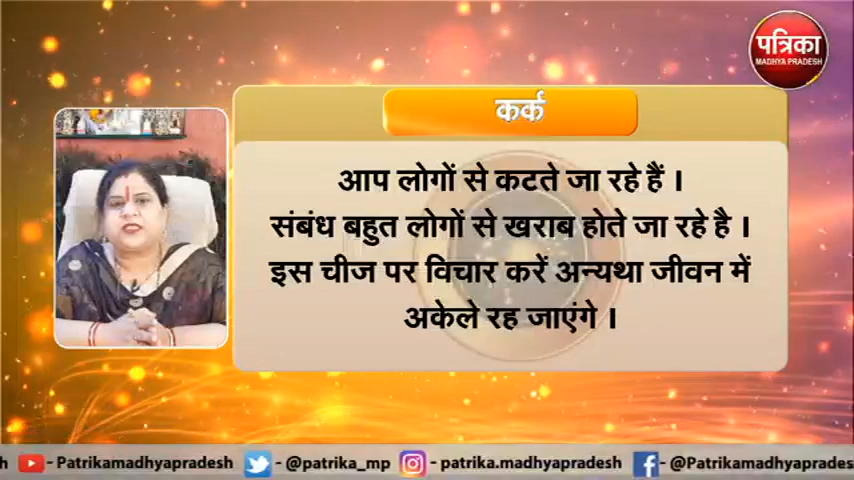 पत्रिका
MADHYA PRADESH
कर्क
आप लोगों से कटते जा रहे हैं ।
संबंध बहुत लोगों से खराब होते जा रहे है ।
इस चीज पर विचार करें अन्यथा जीवन में
अकेले रह जाएंगे ।
h - Patrikamadhyapradesh - @patrika_mp - patrika.madhyapradesh - @Patrikamadhyaprades